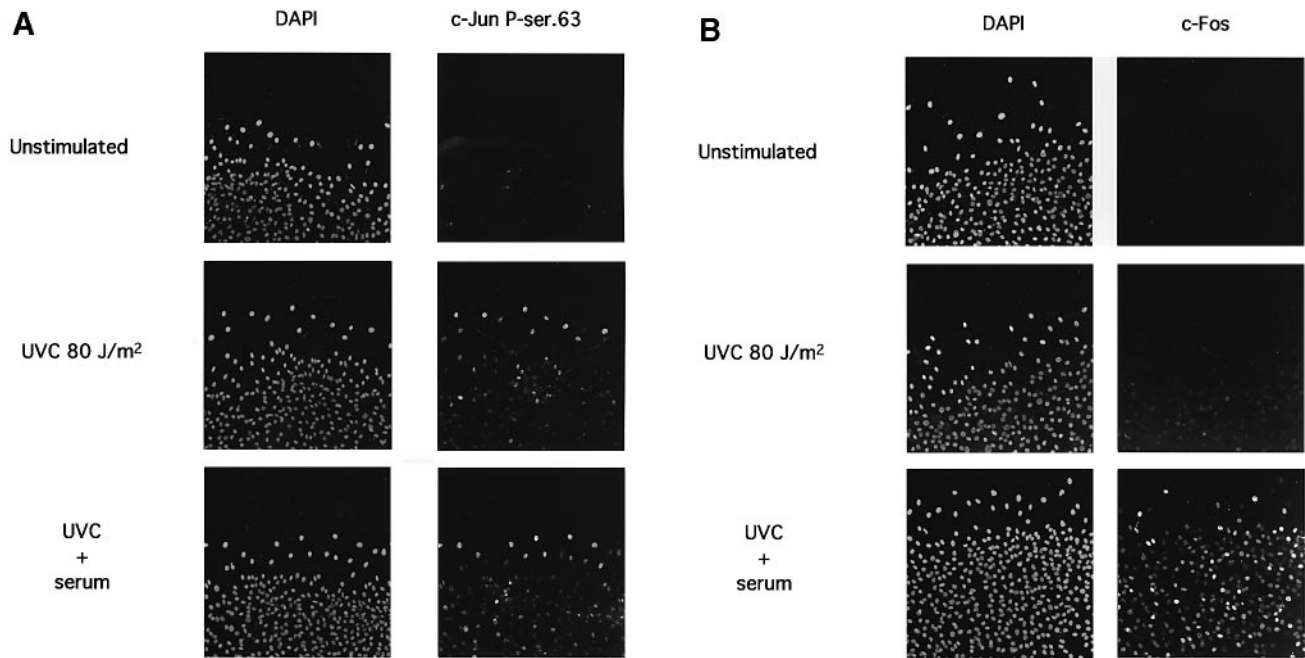 A
DAPI
c-Jun P-ser.63
Unstimulated
UVC 80 J/m²
UVC
+
serum
B
DAPI
c-Fos
Unstimulated
UVC 80 J/m²
UVC
+
serum